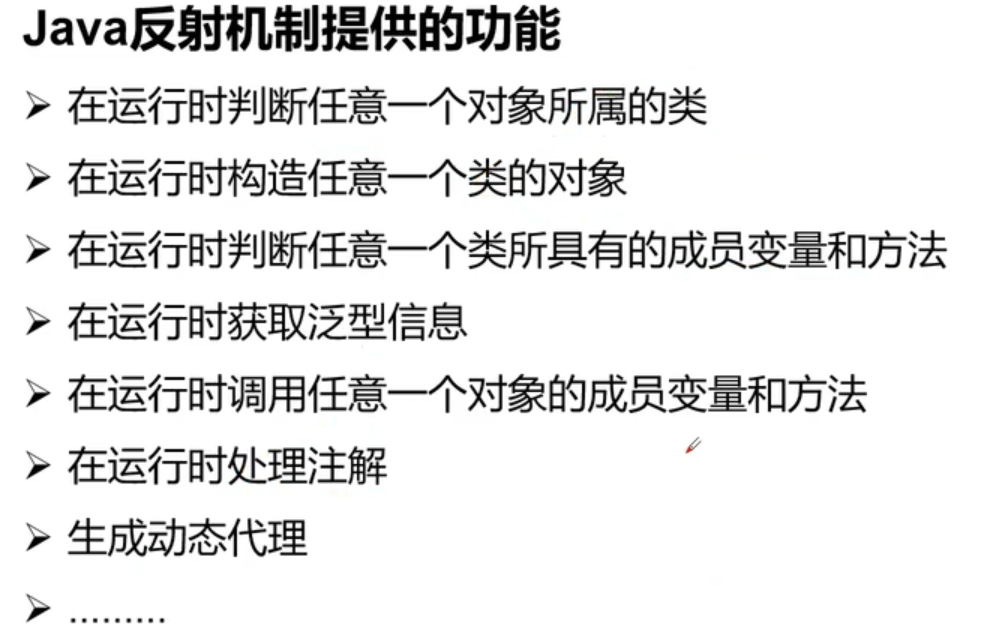 Java反射机制提供的功能
➢ 在运行时判断任意一个对象所属的类
➢ 在运行时构造任意一个类的对象
➢ 在运行时判断任意一个类所具有的成员变量和方法
➢ 在运行时获取泛型信息
➢ 在运行时调用任意一个对象的成员变量和方法
➢ 在运行时处理注解
➢ 生成动态代理
➢ .........